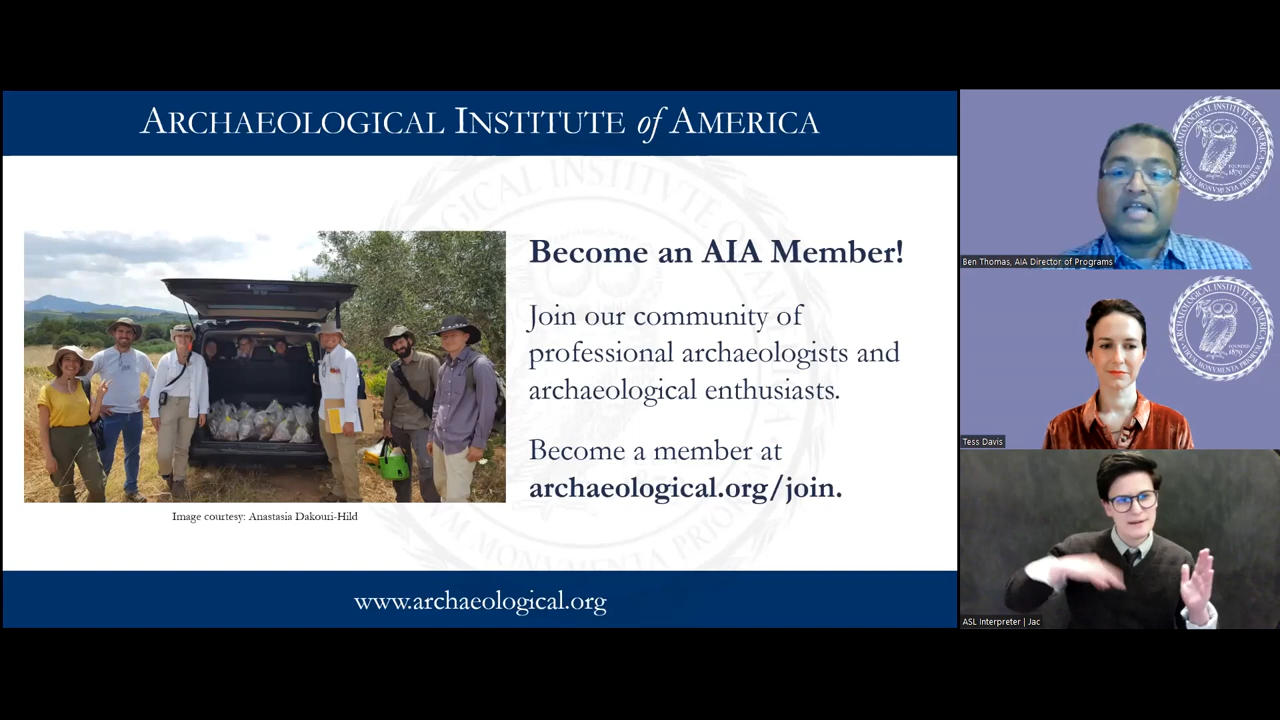 ARCHAEOLOGICAL INSTITUTE of AMERICA
Become an AIA Member!
Join our community of
professional archaeologists and
archaeological enthusiasts.
Become a member at
archaeological.org/join.
Image courtesy: Anastasia Dakouri-Hild
www.archaeological.org
Ben Thomas, AIA Director of Programs
Tess Davis
ASL Interpreter | Jac